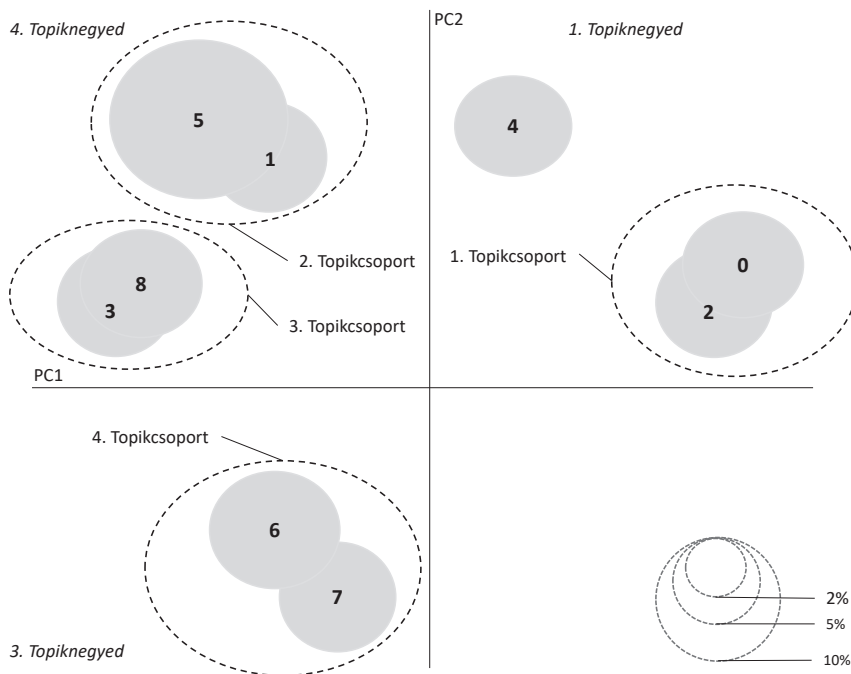 4. Topiknegyed
PC2
1. Topiknegyed
5
4
1
2. Topikcsoport
1. Topikcsoport
0
8
3
2
3. Topikcsoport
PC1
4. Topikcsoport
6
7
2%
5%
3. Topiknegyed
10%